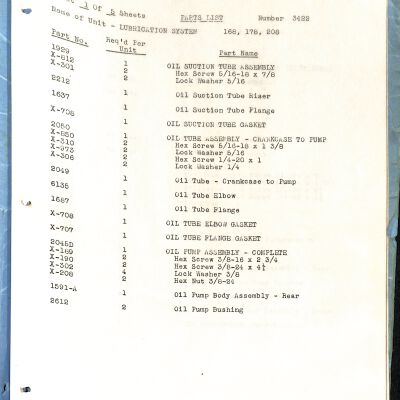 1 Of 5 Sheets PARTS LIST Number 3422
Name of Unit - LUBRICATION SYSTEM 168, 178, 208
Part No. Req'd For Unit Part Name
1929 1 OIL SUCTION TUBE ASSEMBLY
X-612 2 Hex Screw 5/16-18 x 7/8
X-301 2 Lock Washer 5/16
2212 1 Oil Suction Tube Riser
1637 1 Oil Suction Tube Flange
X-705 1 OIL SUCTION TUBE GASKET
2050 1 OIL TUBE ASSEMBLY - CRANKCASE TO PUMP
X-850 2 Hex Screw 5/16-18 x 1 3/8
X-310 2 Lock Washer 5/16
X-973 2 Hex Screw 1/4-20 x 1
X-306 2 Lock Washer 1/4
2049 1 Oil Tube - Crankcase to Pump
6135 1 Oil Tube Elbow
1687 1 Oil Tube Flange
X-708 1 OIL TUBE ELBOW GASKET
X-707 1 OIL TUBE FLANGE GASKET
2045D 1 OIL PUMP ASSEMBLY - COMPLETE
X-169 2 Hex Screw 3/8-16 x 2 3/4
X-190 2 Hex Screw 3/8-24 x 4¼
X-302 4 Lock Washer 3/8
X-208 2 Hex Nut 3/8-24
1591-A 1 Oil Pump Body Assembly - Rear
2612 2 Oil Pump Bushing